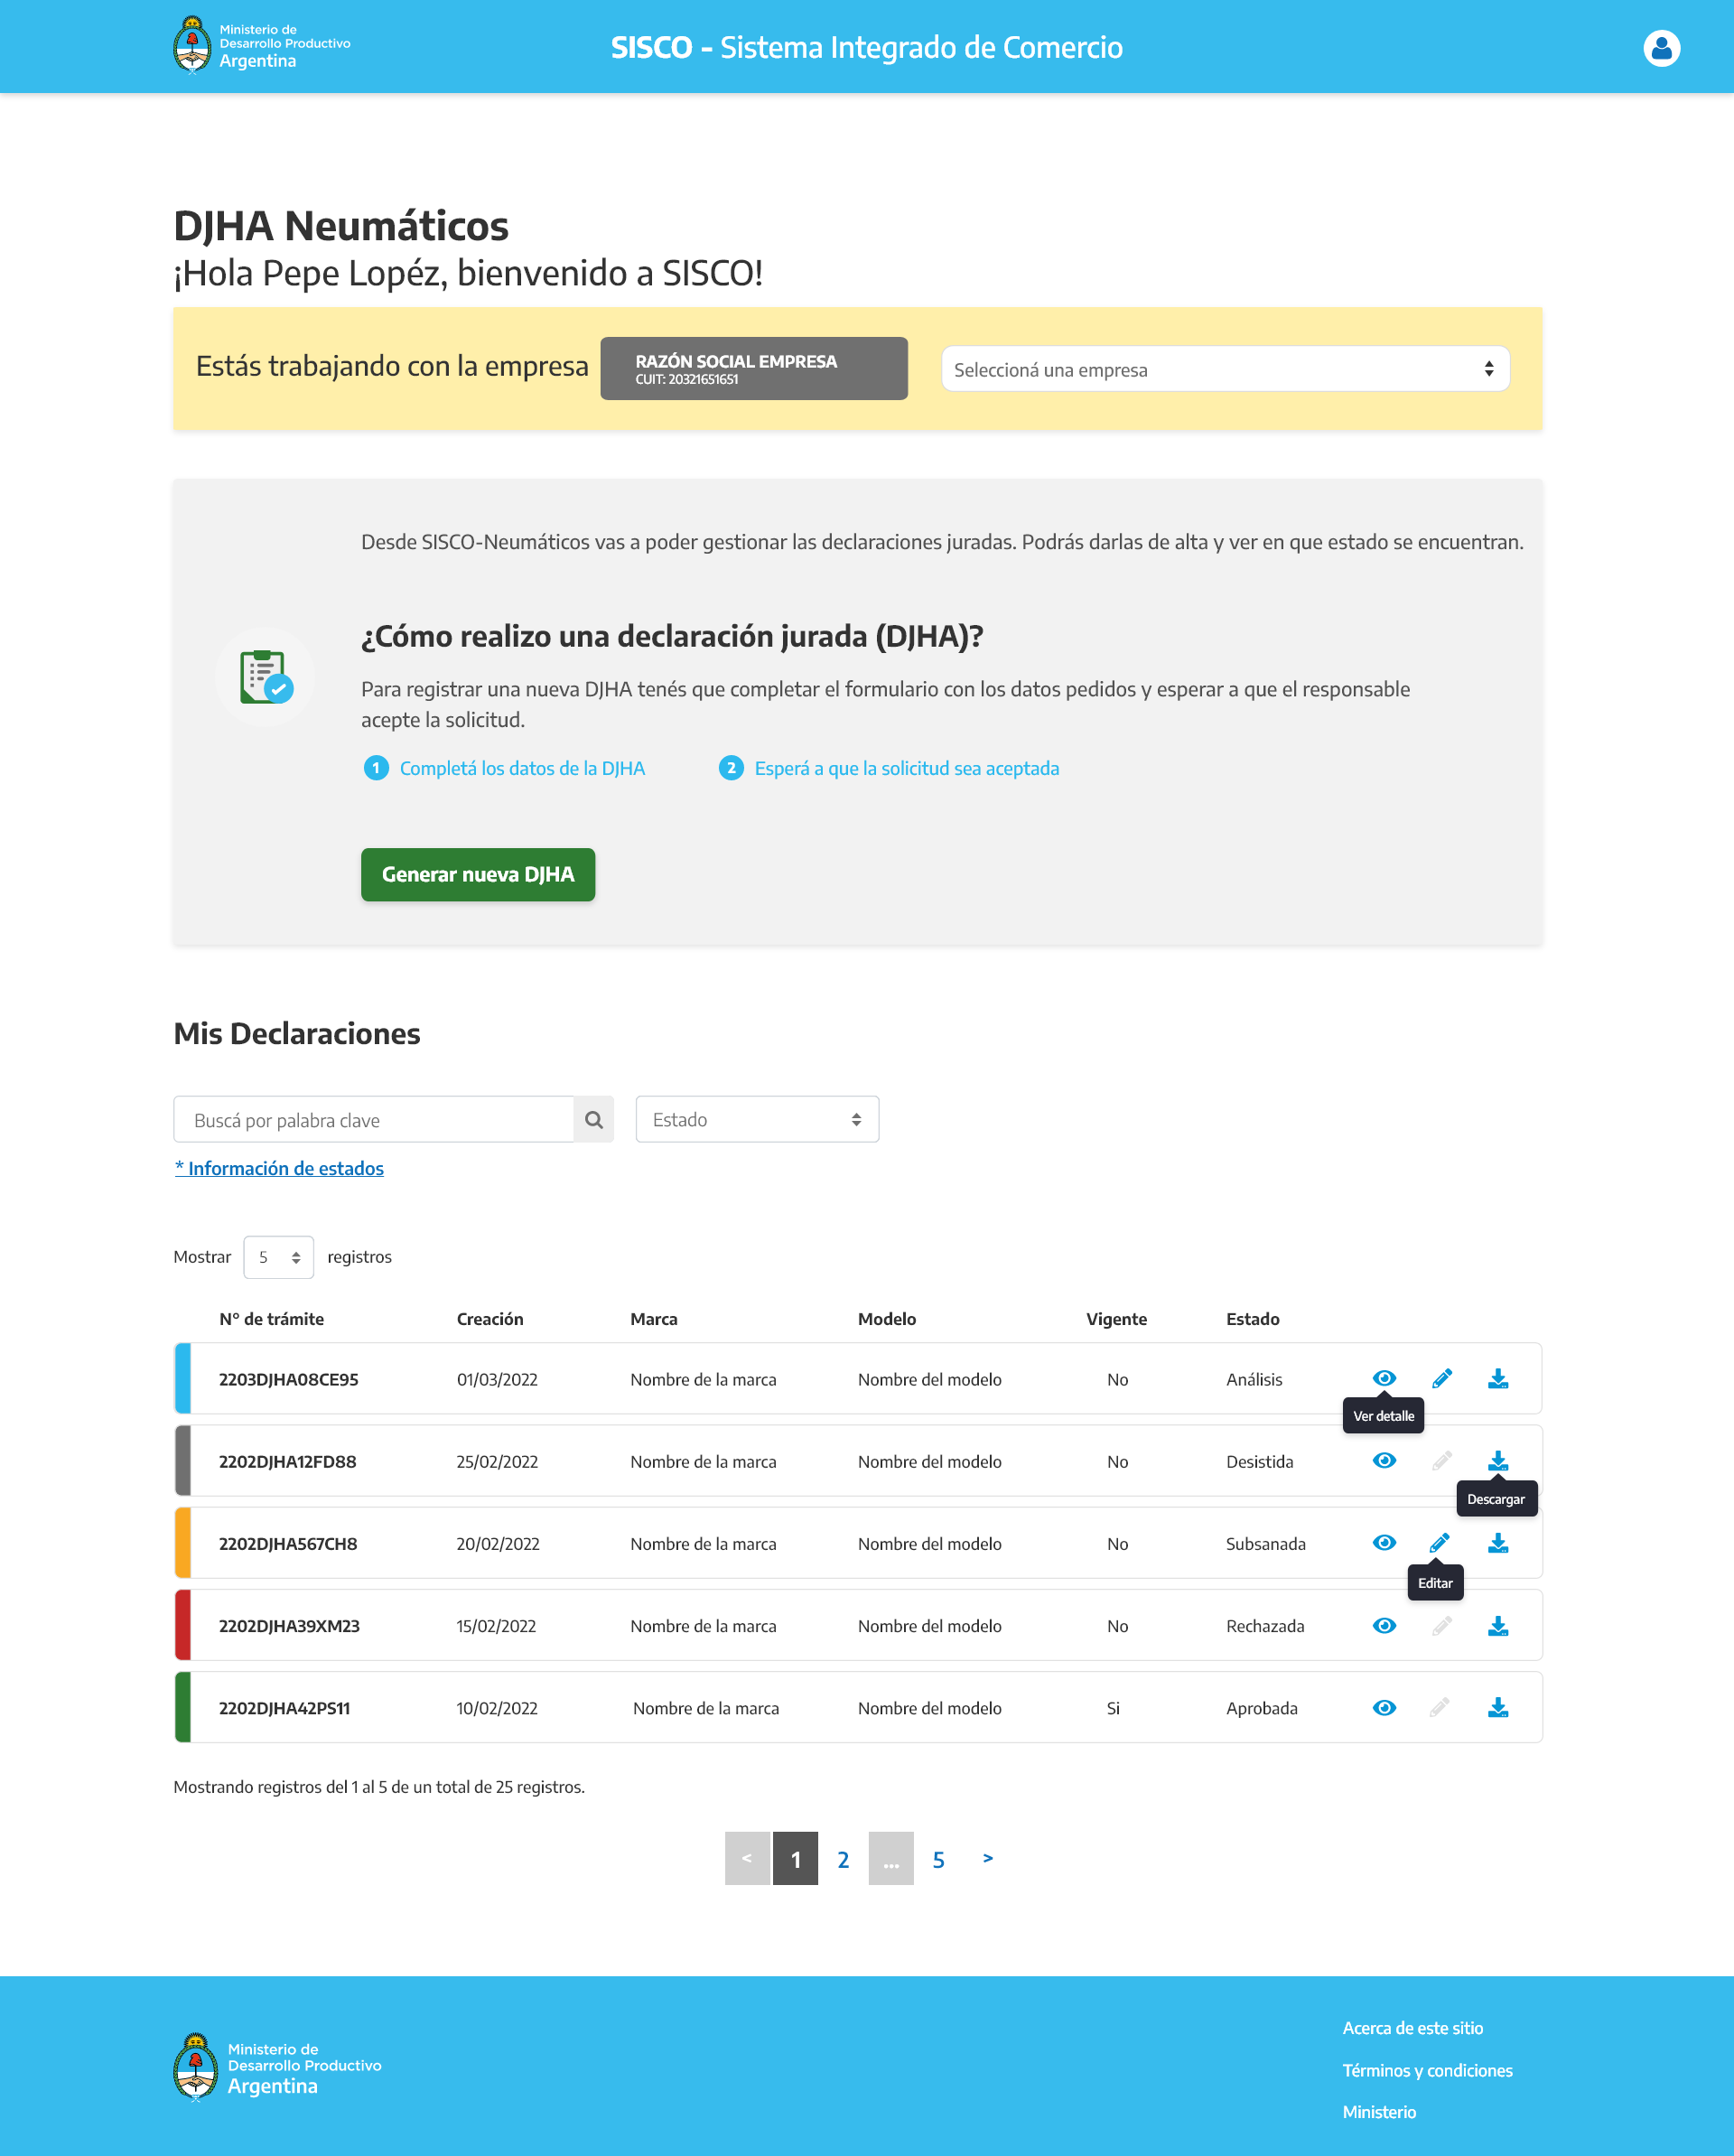 Ministerio de
Desarrollo Productivo
Argentina
SISCO - Sistema Integrado de Comercio
DJHA Neumáticos
¡Hola Pepe Lopéz, bienvenido a SISCO!
Estás trabajando con la empresa
RAZÓN SOCIAL EMPRESA
CUIT: 20321651651
Seleccioná una empresa
Desde SISCO-Neumáticos vas a poder gestionar las declaraciones juradas. Podrás darlas de alta y ver en que estado se encuentran.
¿Cómo realizo una declaración jurada (DJHA)?
Para registrar una nueva DJHA tenés que completar el formulario con los datos pedidos y esperar a que el responsable
acepte la solicitud.
1 Completá los datos de la DJHA
2 Esperá a que la solicitud sea aceptada
Generar nueva DJHA
Mis Declaraciones
Buscá por palabra clave
Estado
* Información de estados
Mostrar 5 registros
Nº de trámite Creación Marca Modelo Vigente Estado
2203DJHA08CE95 01/03/2022 Nombre de la marca Nombre del modelo No Análisis
Ver detalle
2202DJHA12FD88 25/02/2022 Nombre de la marca Nombre del modelo No Desistida
Descargar
2202DJHA567CH8 20/02/2022 Nombre de la marca Nombre del modelo No Subsanada
Editar
2202DJHA39XM23 15/02/2022 Nombre de la marca Nombre del modelo No Rechazada
2202DJHA42PS11 10/02/2022 Nombre de la marca Nombre del modelo Si Aprobada
Mostrando registros del 1 al 5 de un total de 25 registros.
< 1 2 ... 5 >
Ministerio de
Desarrollo Productivo
Argentina
Acerca de este sitio
Términos y condiciones
Ministerio